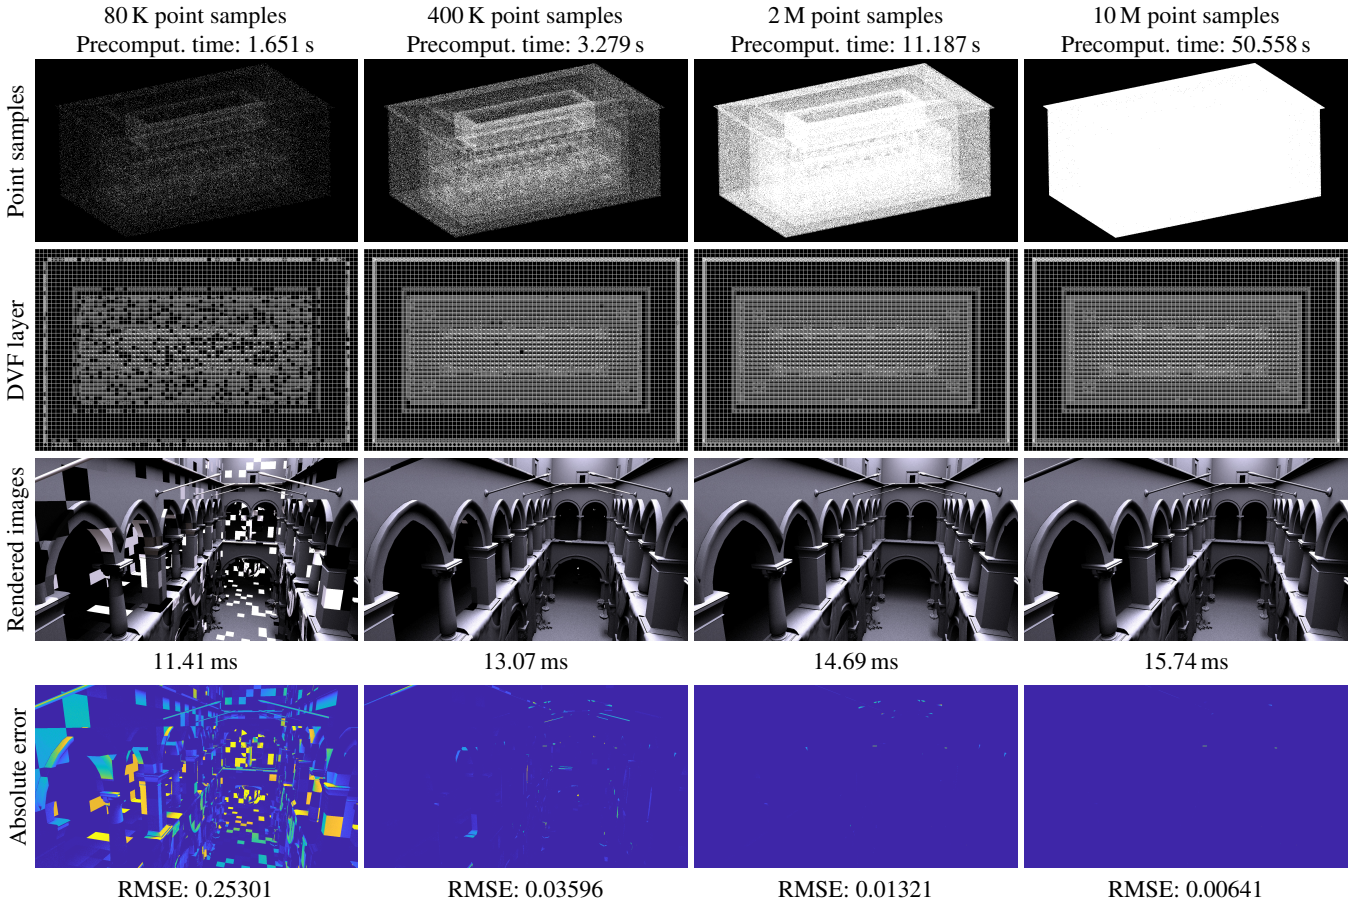 80 K point samples
Precomput. time: 1.651 s
400 K point samples
Precomput. time: 3.279 s
2 M point samples
Precomput. time: 11.187 s
10 M point samples
Precomput. time: 50.558 s
Point samples
DVF layer
Rendered images
11.41 ms
13.07 ms
14.69 ms
15.74 ms
Absolute error
RMSE: 0.25301
RMSE: 0.03596
RMSE: 0.01321
RMSE: 0.00641